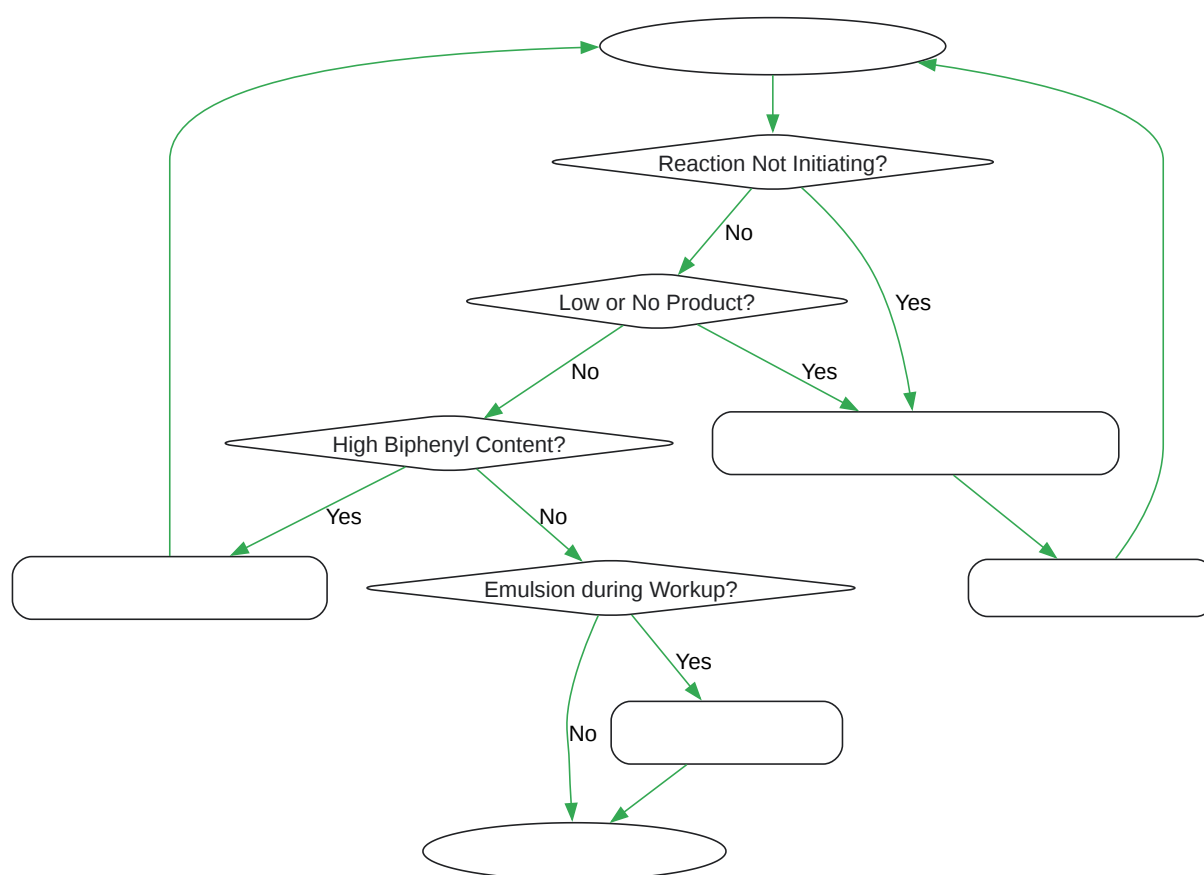 Reaction Not Initiating?
No
Low or No Product?
Yes
No
Yes
High Biphenyl Content?
Yes
No
Emulsion during Workup?
Yes
No